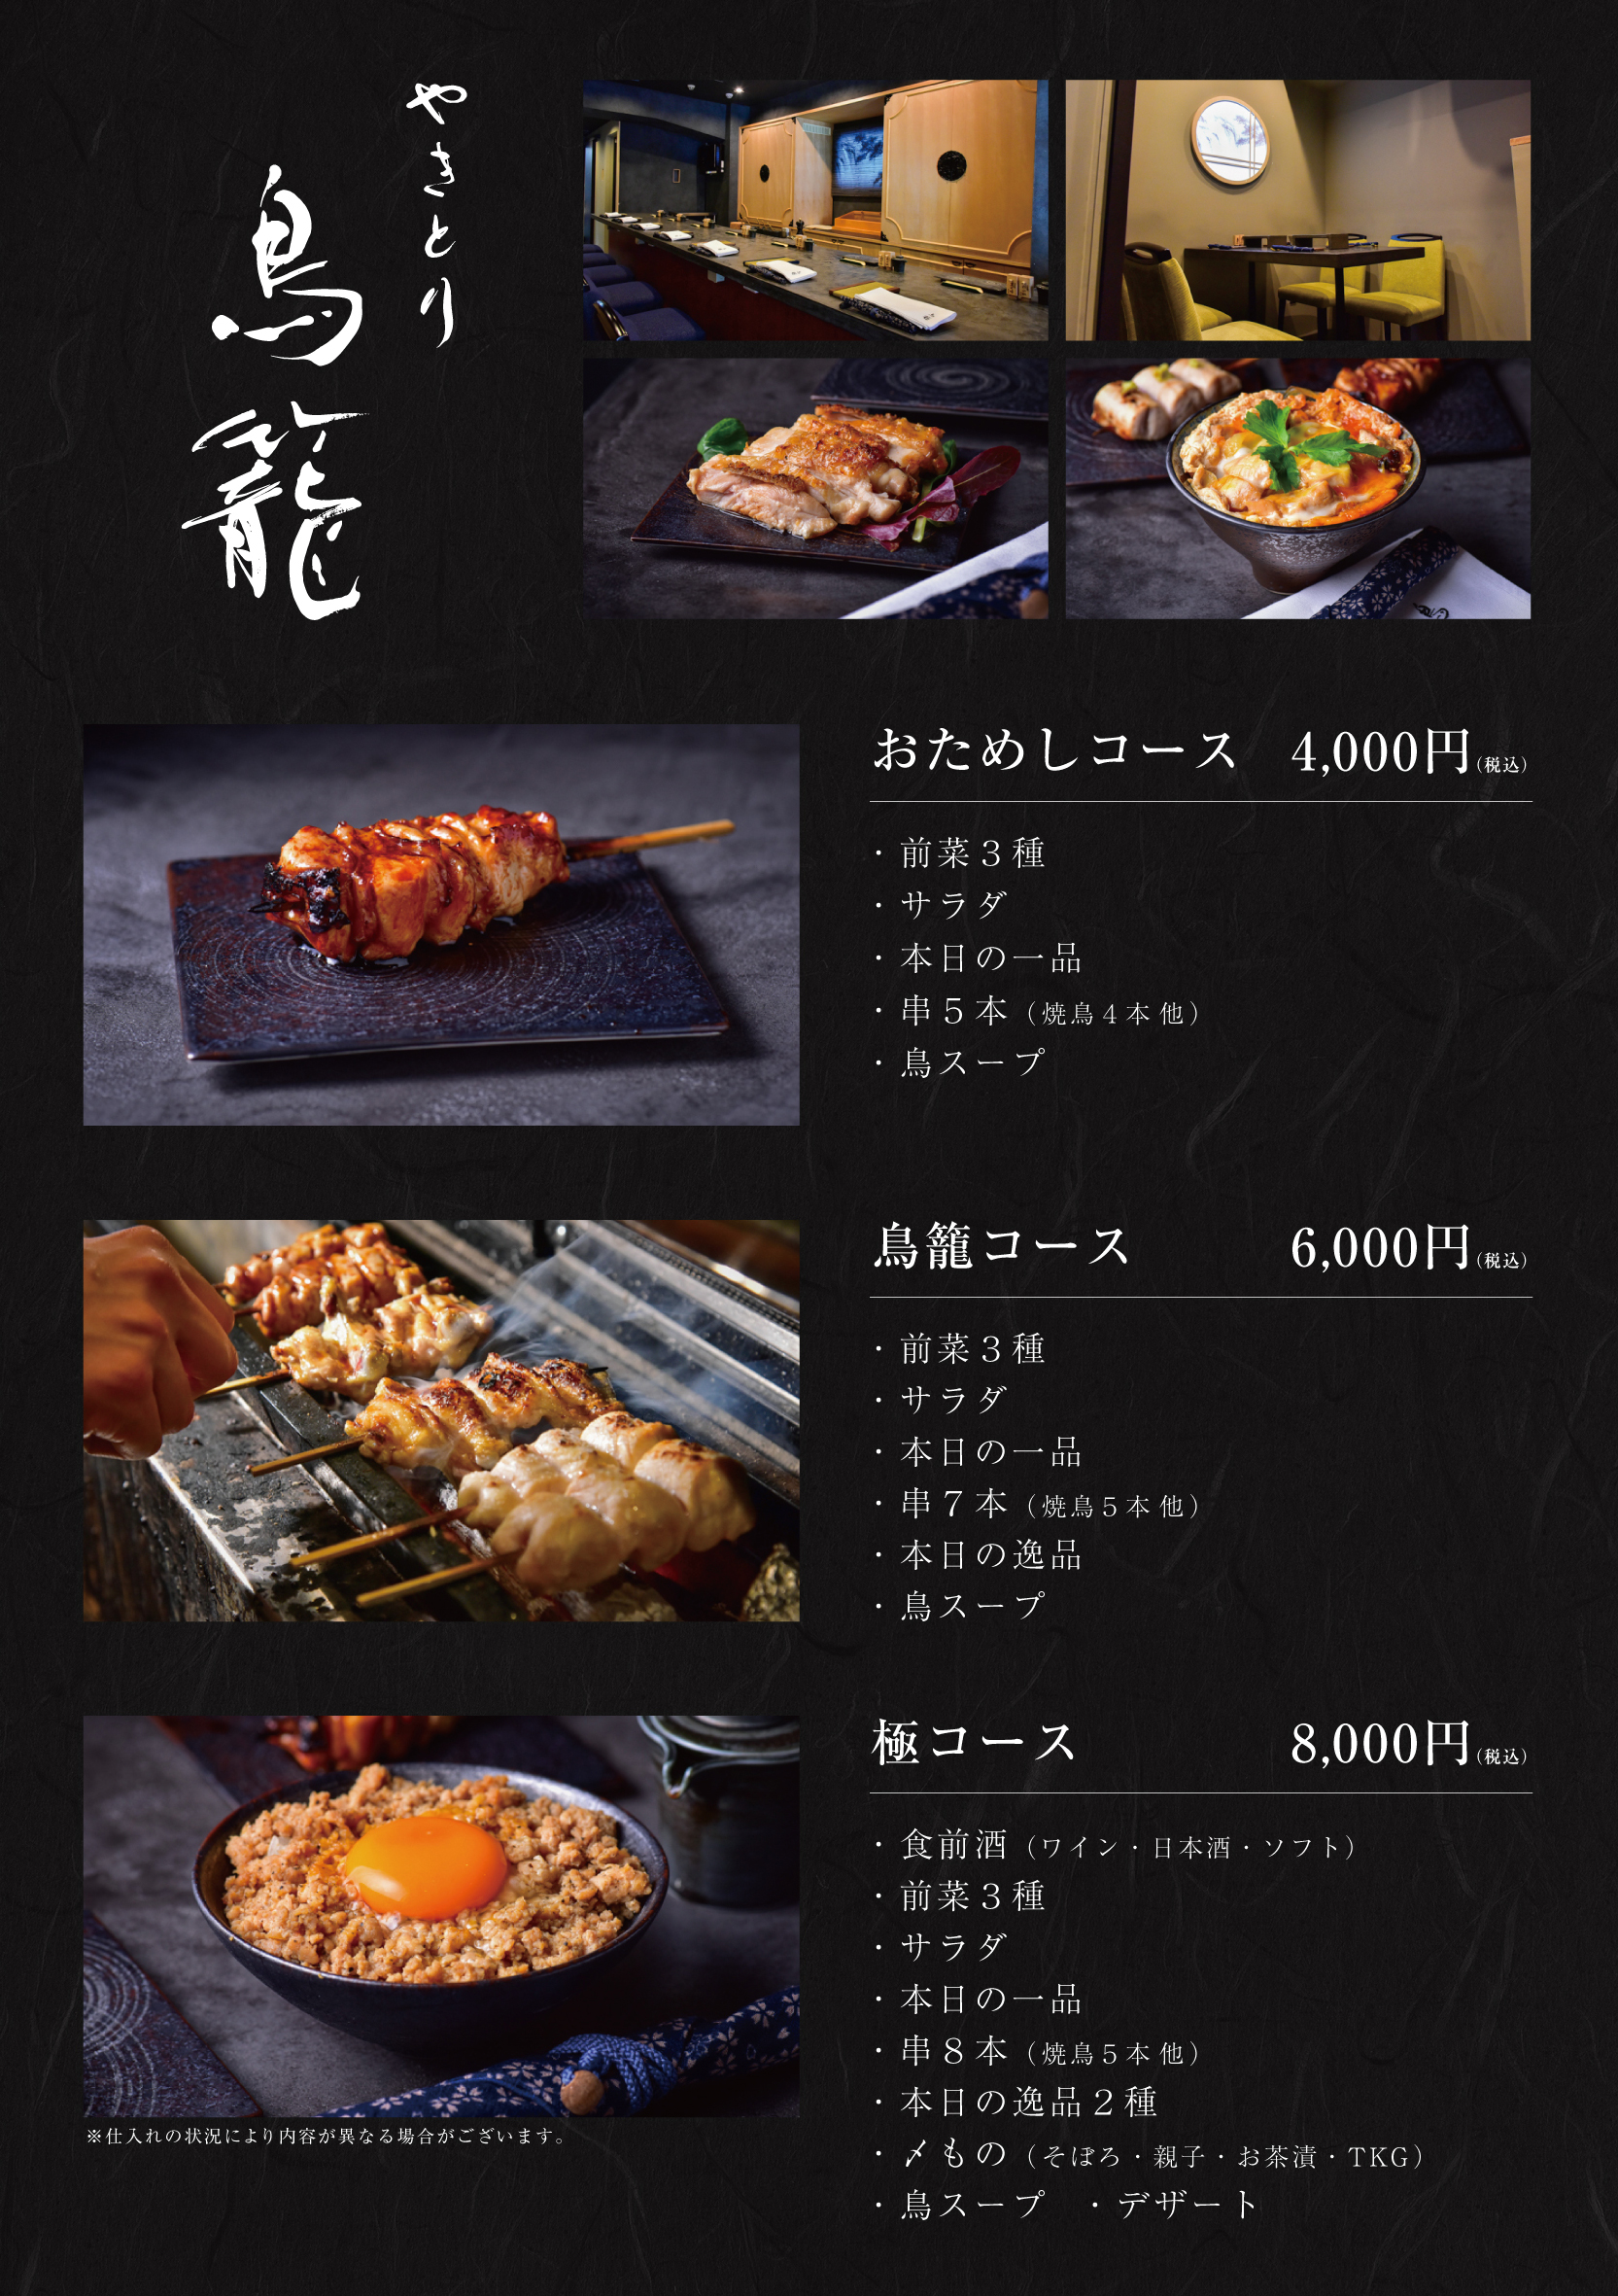 やきとり
鳥籠
おためしコース 4,000円(税込)
・前菜３種
・サラダ
・本日の一品
・串５本（焼鳥４本 他）
・鳥スープ
鳥籠コース 6,000円(税込)
・前菜３種
・サラダ
・本日の一品
・串７本（焼鳥５本 他）
・本日の逸品
・鳥スープ
極コース 8,000円(税込)
・食前酒（ワイン・日本酒・ソフト）
・前菜３種
・サラダ
・本日の一品
・串８本（焼鳥５本 他）
・本日の逸品２種
・〆もの（そぼろ・親子・お茶漬・TKG）
・鳥スープ ・デザート
※仕入れの状況により内容が異なる場合がございます。